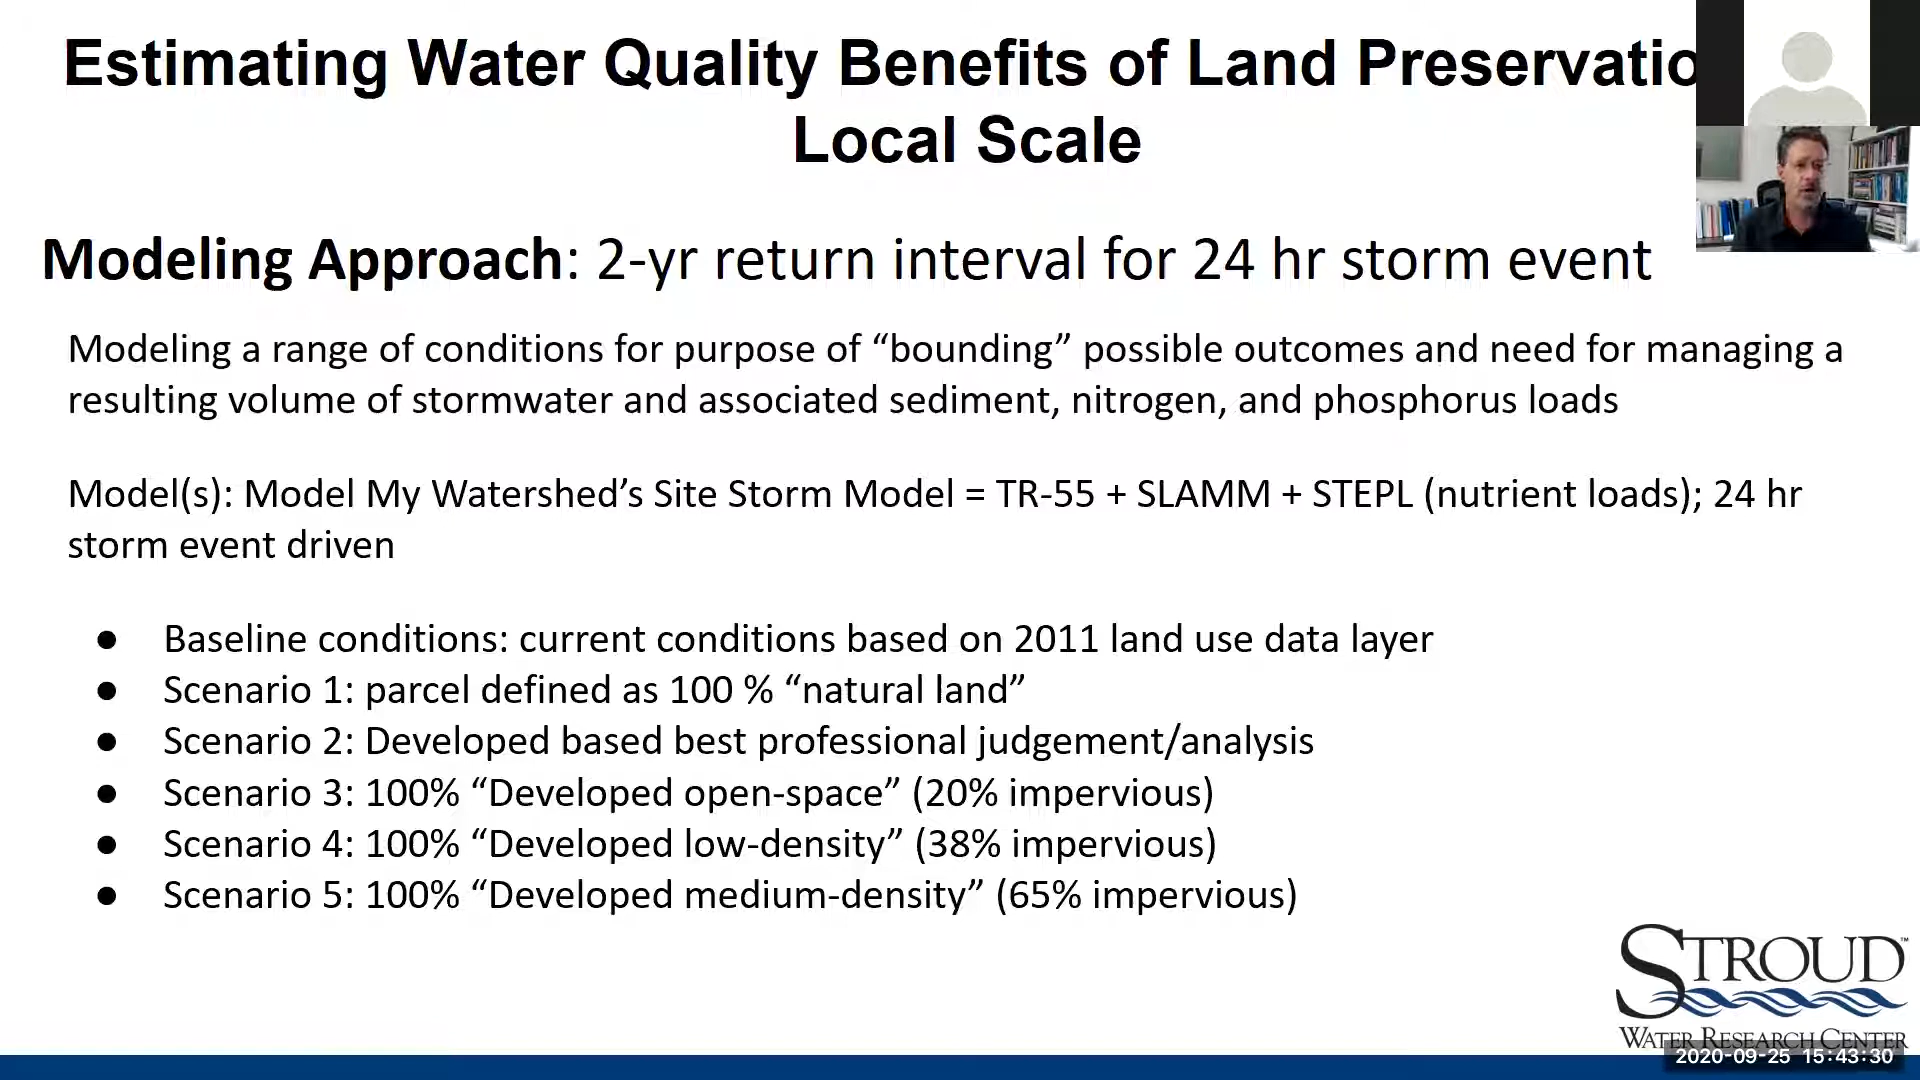 Estimating Water Quality Benefits of Land Preservatio
Local Scale
Modeling Approach: 2-yr return interval for 24 hr storm event
Modeling a range of conditions for purpose of “bounding” possible outcomes and need for managing a
resulting volume of stormwater and associated sediment, nitrogen, and phosphorus loads
Model(s): Model My Watershed’s Site Storm Model = TR-55 + SLAMM + STEPL (nutrient loads); 24 hr
storm event driven
● Baseline conditions: current conditions based on 2011 land use data layer
● Scenario 1: parcel defined as 100 % “natural land”
● Scenario 2: Developed based best professional judgement/analysis
● Scenario 3: 100% “Developed open-space” (20% impervious)
● Scenario 4: 100% “Developed low-density” (38% impervious)
● Scenario 5: 100% “Developed medium-density” (65% impervious)
STROUD™
WATER RESEARCH CENTER
2020-09-25 15:43:30